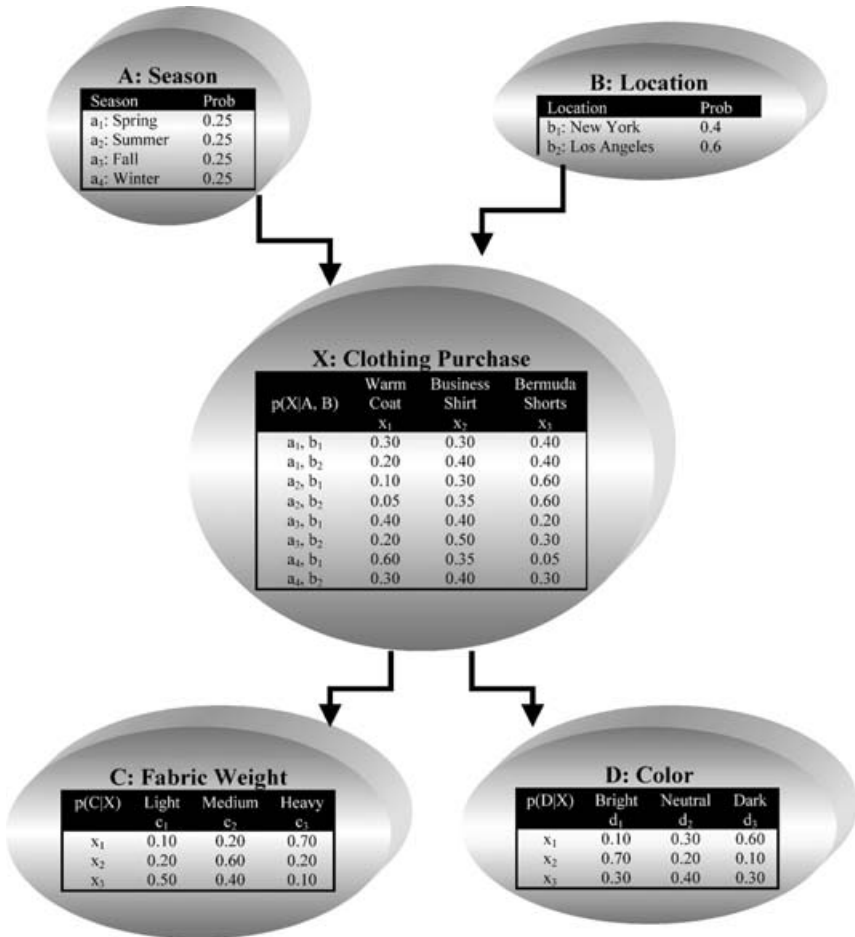 A: Season
Season Prob
a₁: Spring 0.25
a₂: Summer 0.25
a₃: Fall 0.25
a₄: Winter 0.25
B: Location
Location Prob
b₁: New York 0.4
b₂: Los Angeles 0.6
X: Clothing Purchase
Warm Business Bermuda
p(X|A, B) Coat Shirt Shorts
x₁ x₂ x₃
a₁, b₁ 0.30 0.30 0.40
a₁, b₂ 0.20 0.40 0.40
a₂, b₁ 0.10 0.30 0.60
a₂, b₂ 0.05 0.35 0.60
a₃, b₁ 0.40 0.40 0.20
a₃, b₂ 0.20 0.50 0.30
a₄, b₁ 0.60 0.35 0.05
a₄, b₂ 0.30 0.40 0.30
C: Fabric Weight
p(C|X) Light Medium Heavy
c₁ c₂ c₃
x₁ 0.10 0.20 0.70
x₂ 0.20 0.60 0.20
x₃ 0.50 0.40 0.10
D: Color
p(D|X) Bright Neutral Dark
d₁ d₂ d₃
x₁ 0.10 0.30 0.60
x₂ 0.70 0.20 0.10
x₃ 0.30 0.40 0.30